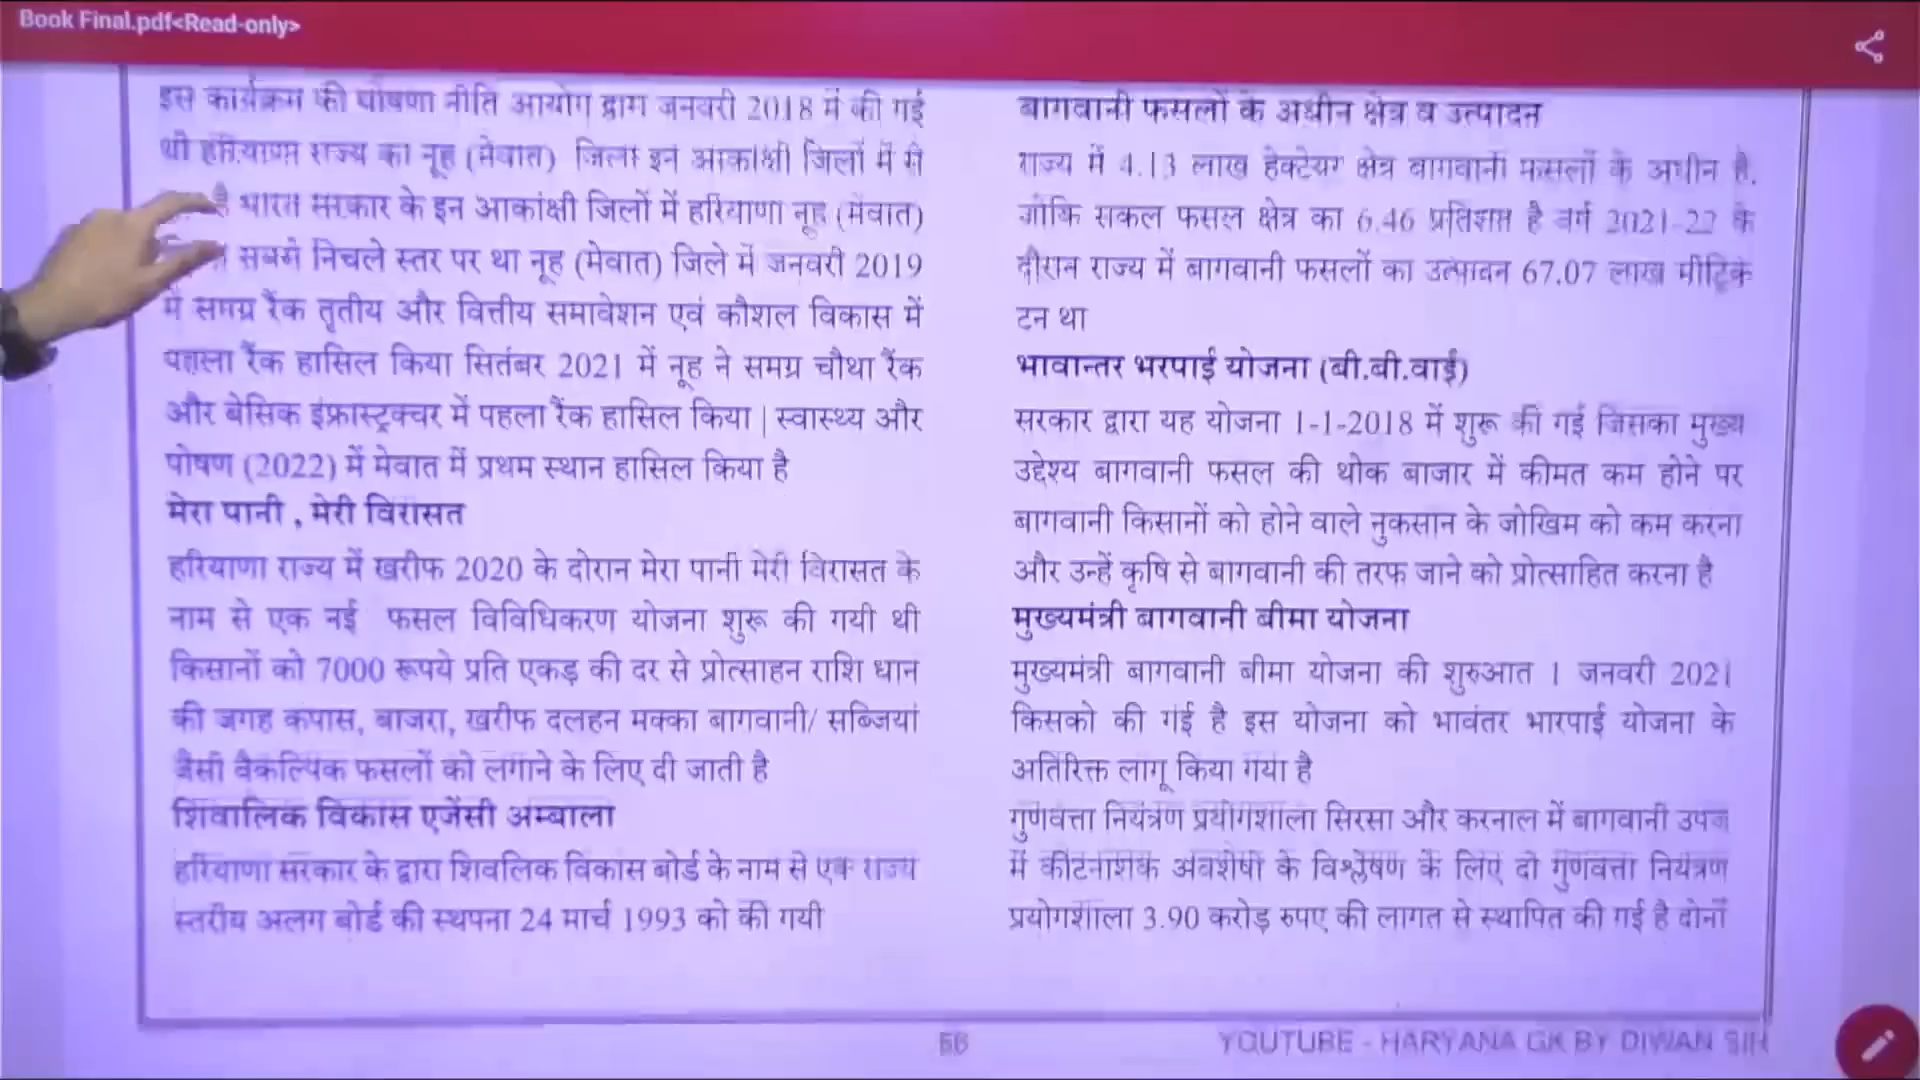 Book Final.pdf<Read-only>
इस कार्यक्रम की घोषणा नीति आयोग द्वारा जनवरी 2018 में की गई
थी हरियाणा राज्य का नूह (मेवात) जिला इन आकांक्षी जिलों में से
है भारत सरकार के इन आकांक्षी जिलों में हरियाणा नूह (मेवात)
सबसे निचले स्तर पर था नूह (मेवात) जिले में जनवरी 2019
में समग्र रैंक तृतीय और वित्तीय समावेशन एवं कौशल विकास में
पहला रैंक हासिल किया सितंबर 2021 में नूह ने समग्र चौथा रैंक
और बेसिक इंफ्रास्ट्रक्चर में पहला रैंक हासिल किया | स्वास्थ्य और
पोषण (2022) में मेवात में प्रथम स्थान हासिल किया है
मेरा पानी , मेरी विरासत
हरियाणा राज्य में खरीफ 2020 के दोरान मेरा पानी मेरी विरासत के
नाम से एक नई फसल विविधिकरण योजना शुरू की गयी थी
किसानों को 7000 रूपये प्रति एकड़ की दर से प्रोत्साहन राशि धान
की जगह कपास, बाजरा, खरीफ दलहन मक्का बागवानी/ सब्जियां
जैसी वैकल्पिक फसलों को लगाने के लिए दी जाती है
शिवालिक विकास एजेंसी अम्बाला
हरियाणा सरकार के द्वारा शिवलिक विकास बोर्ड के नाम से एक राज्य
स्तरीय अलग बोर्ड की स्थपना 24 मार्च 1993 को की गयी
बागवानी फसलों के अधीन क्षेत्र व उत्पादन
राज्य में 4.13 लाख हेक्टेयर क्षेत्र बागवानी फसलों के अधीन है.
जोकि सकल फसल क्षेत्र का 6.46 प्रतिशत है वर्ग 2021-22 के
दौरान राज्य में बागवानी फसलों का उत्पादन 67.07 लाख मीट्रिक
टन था
भावान्तर भरपाई योजना (बी.बी.वाई)
सरकार द्वारा यह योजना 1-1-2018 में शुरू की गई जिसका मुख्य
उद्देश्य बागवानी फसल की थोक बाजार में कीमत कम होने पर
बागवानी किसानों को होने वाले नुकसान के जोखिम को कम करना
और उन्हें कृषि से बागवानी की तरफ जाने को प्रोत्साहित करना है
मुख्यमंत्री बागवानी बीमा योजना
मुख्यमंत्री बागवानी बीमा योजना की शुरुआत 1 जनवरी 2021
किसको की गई है इस योजना को भावंतर भारपाई योजना के
अतिरिक्त लागू किया गया है
गुणवत्ता नियंत्रण प्रयोगशाला सिरसा और करनाल में बागवानी उपज
में कीटनाशक अवशेषों के विश्लेषण के लिए दो गुणवत्ता नियंत्रण
प्रयोगशाला 3.90 करोड़ रुपए की लागत से स्थापित की गई है दोनों
56
YOUTUBE - HARYANA GK BY DIWAN SIR